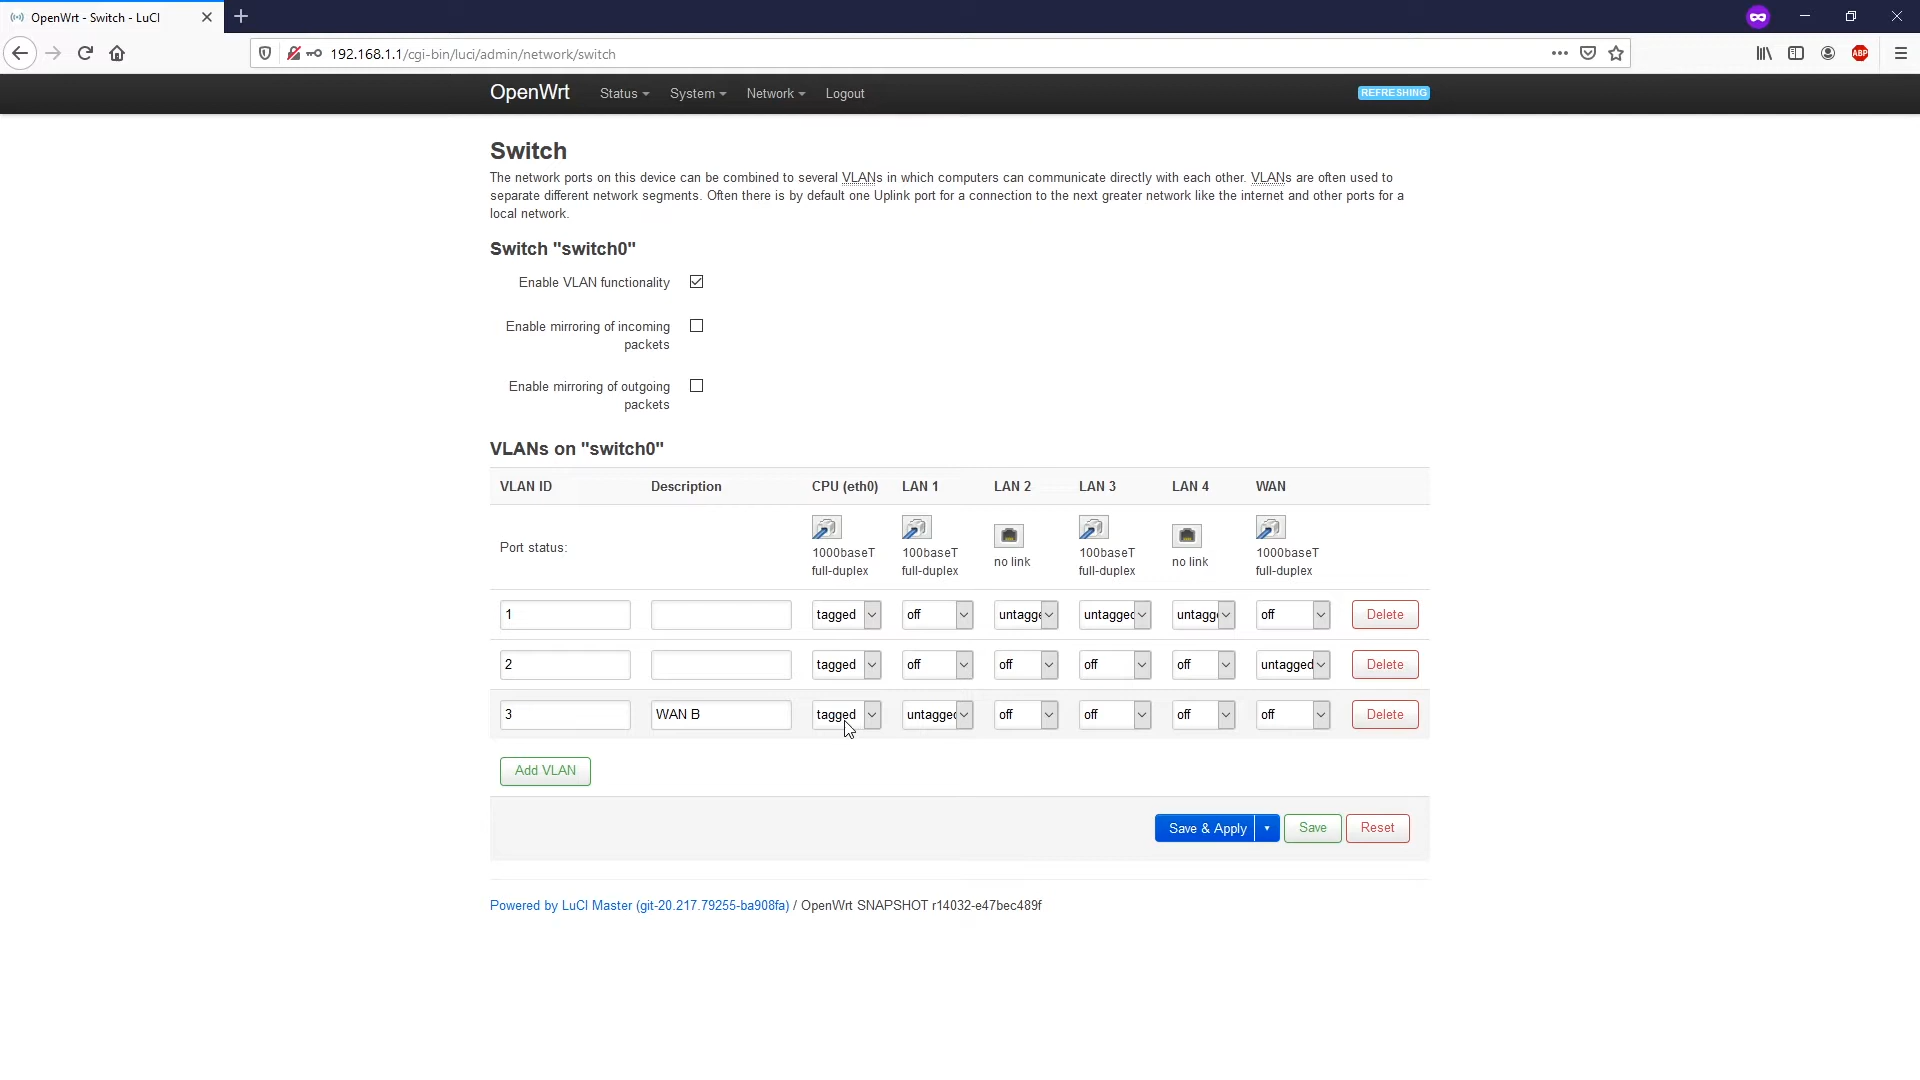 OpenWrt - Switch - LuCI
192.168.1.1/cgi-bin/luci/admin/network/switch
ABP
OpenWrt Status System Network Logout REFRESHING
Switch
The network ports on this device can be combined to several VLANs in which computers can communicate directly with each other. VLANs are often used to
separate different network segments. Often there is by default one Uplink port for a connection to the next greater network like the internet and other ports for a
local network.
Switch "switch0"
Enable VLAN functionality
Enable mirroring of incoming
packets
Enable mirroring of outgoing
packets
VLANs on "switch0"
VLAN ID Description CPU (eth0) LAN 1 LAN 2 LAN 3 LAN 4 WAN
Port status: 1000baseT full-duplex 100baseT full-duplex no link 100baseT full-duplex no link 1000baseT full-duplex
1 tagged off untagge untagged untagg off Delete
2 tagged off off off off untagged Delete
3 WAN B tagged untagged off off off off Delete
Add VLAN
Save & Apply Save Reset
Powered by LuCI Master (git-20.217.79255-ba908fa) / OpenWrt SNAPSHOT r14032-e47bec489f